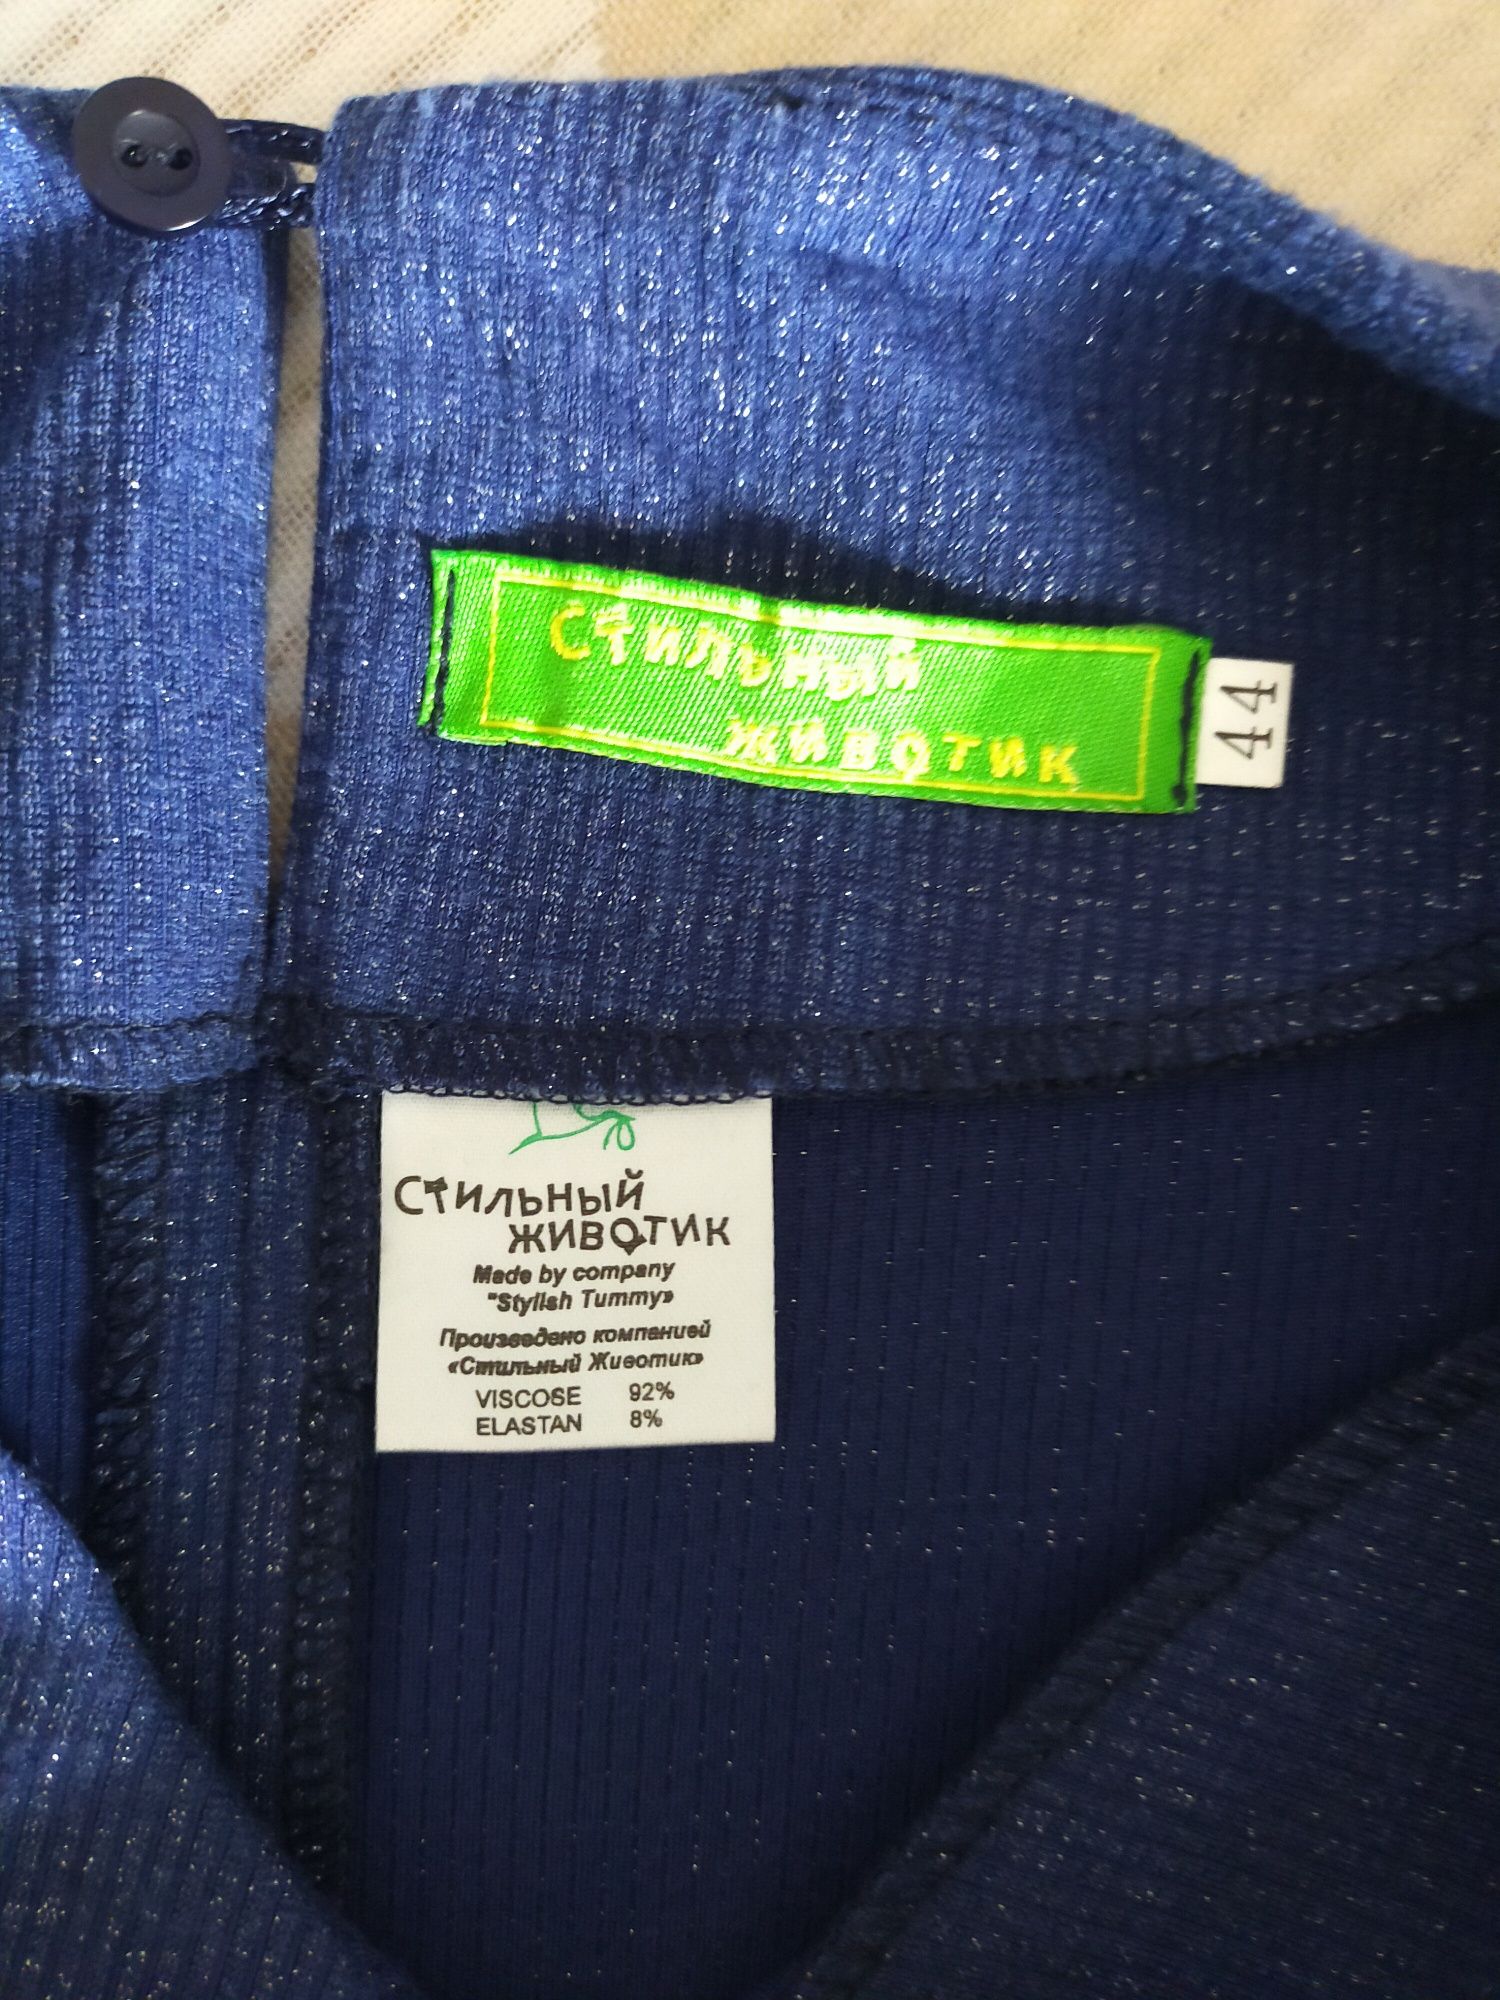 Стильный
животик
44
Стильный
животик
Made by company
"Stylish Tummy»
Произведено компанией
«Стильный Животик»
VISCOSE 92%
ELASTAN 8%